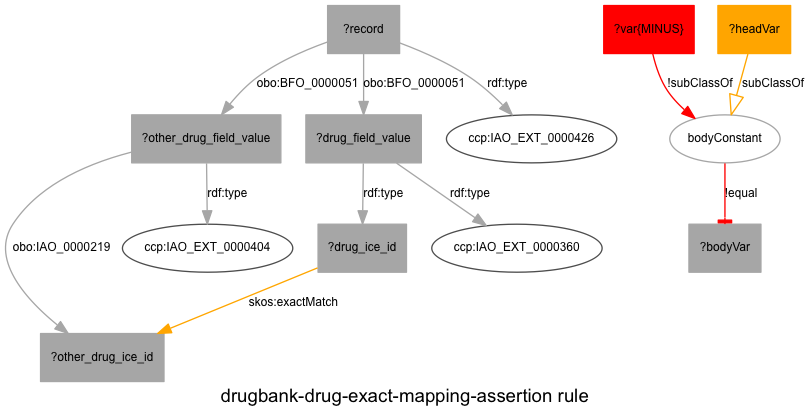 ?record
?var(MINUS)
?headVar
obo:BFO_0000051
obo:BFO_0000051
rdf:type
!subClassOf
subClassOf
?other_drug_field_value
?drug_field_value
ccp:IAO_EXT_0000426
bodyConstant
rdf:type
rdf:type
rdf:type
!equal
obo:IAO_0000219
ccp:IAO_EXT_0000404
?drug_ice_id
ccp:IAO_EXT_0000360
?bodyVar
skos:exactMatch
?other_drug_ice_id
drugbank-drug-exact-mapping-assertion rule